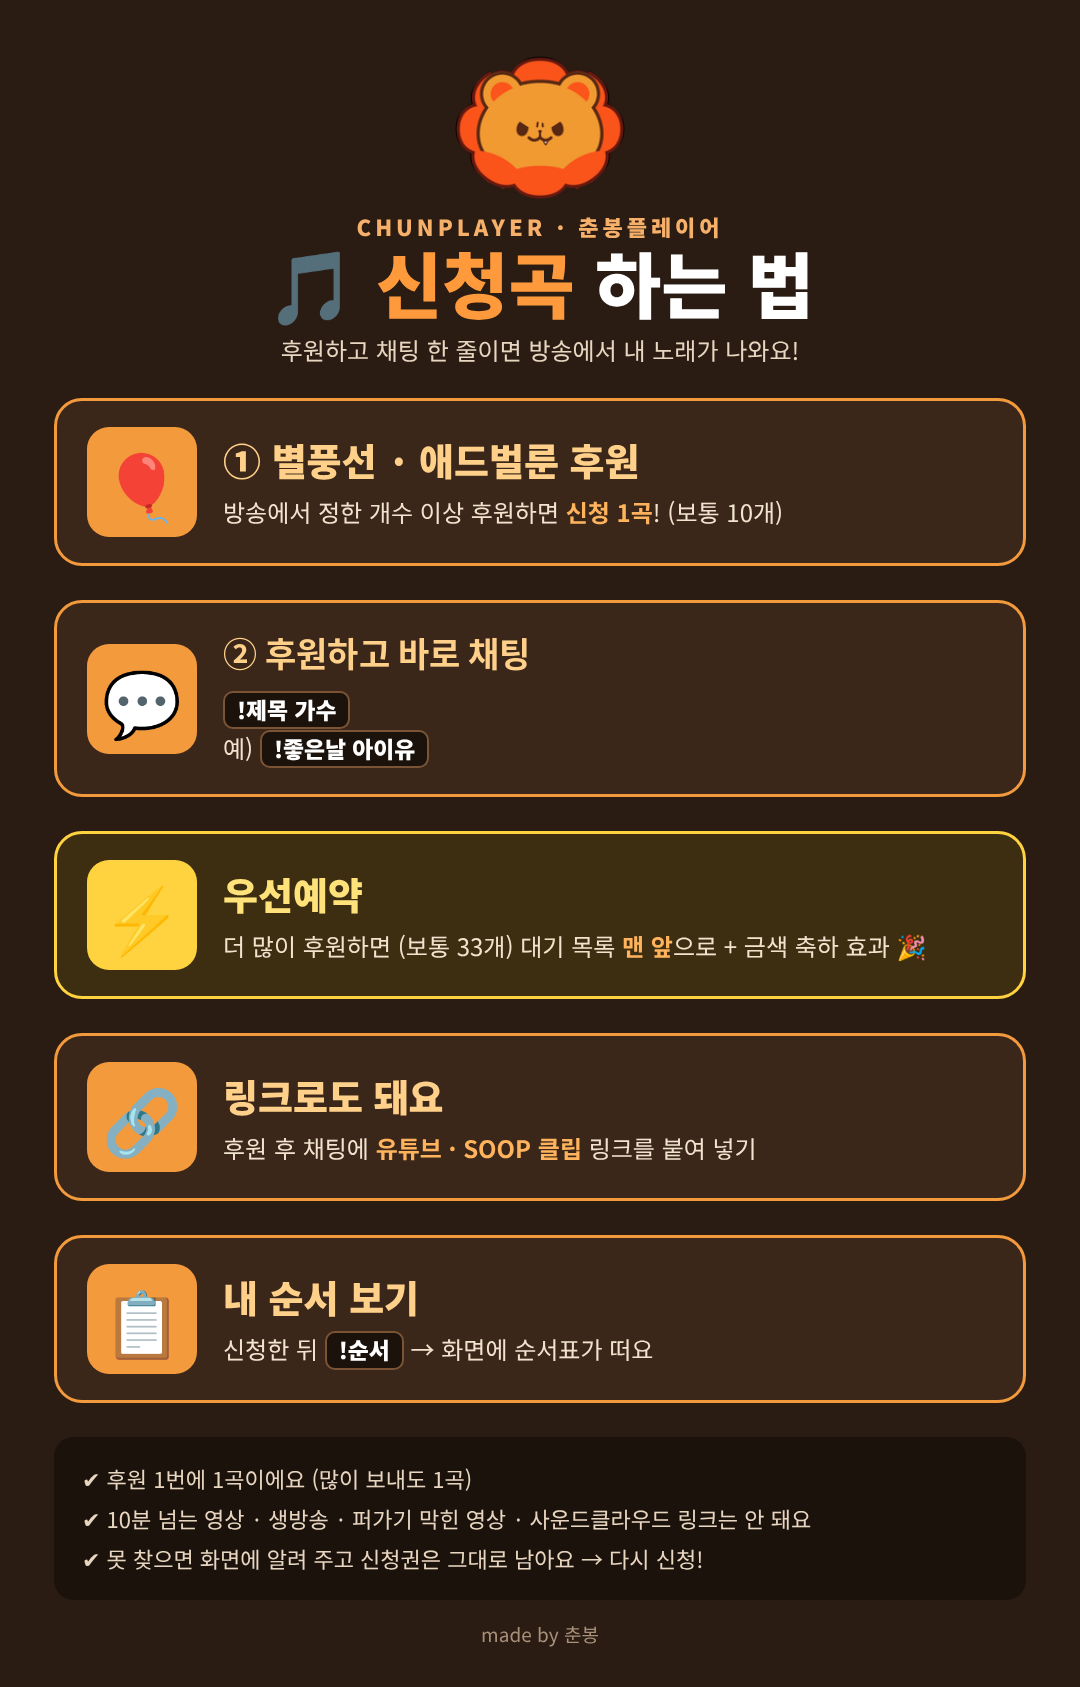 CHUNPLAYER · 춘봉플레이어
🎵 신청곡 하는 법
후원하고 채팅 한 줄이면 방송에서 내 노래가 나와요!
① 별풍선 · 애드벌룬 후원
방송에서 정한 개수 이상 후원하면 신청 1곡! (보통 10개)
② 후원하고 바로 채팅
!제목 가수
예) !좋은날 아이유
우선예약
더 많이 후원하면 (보통 33개) 대기 목록 맨 앞으로 + 금색 축하 효과 🎉
링크로도 돼요
후원 후 채팅에 유튜브 · SOOP 클립 링크를 붙여 넣기
내 순서 보기
신청한 뒤 !순서 → 화면에 순서표가 떠요
✔ 후원 1번에 1곡이에요 (많이 보내도 1곡)
✔ 10분 넘는 영상 · 생방송 · 퍼가기 막힌 영상 · 사운드클라우드 링크는 안 돼요
✔ 못 찾으면 화면에 알려 주고 신청권은 그대로 남아요 → 다시 신청!
made by 춘봉